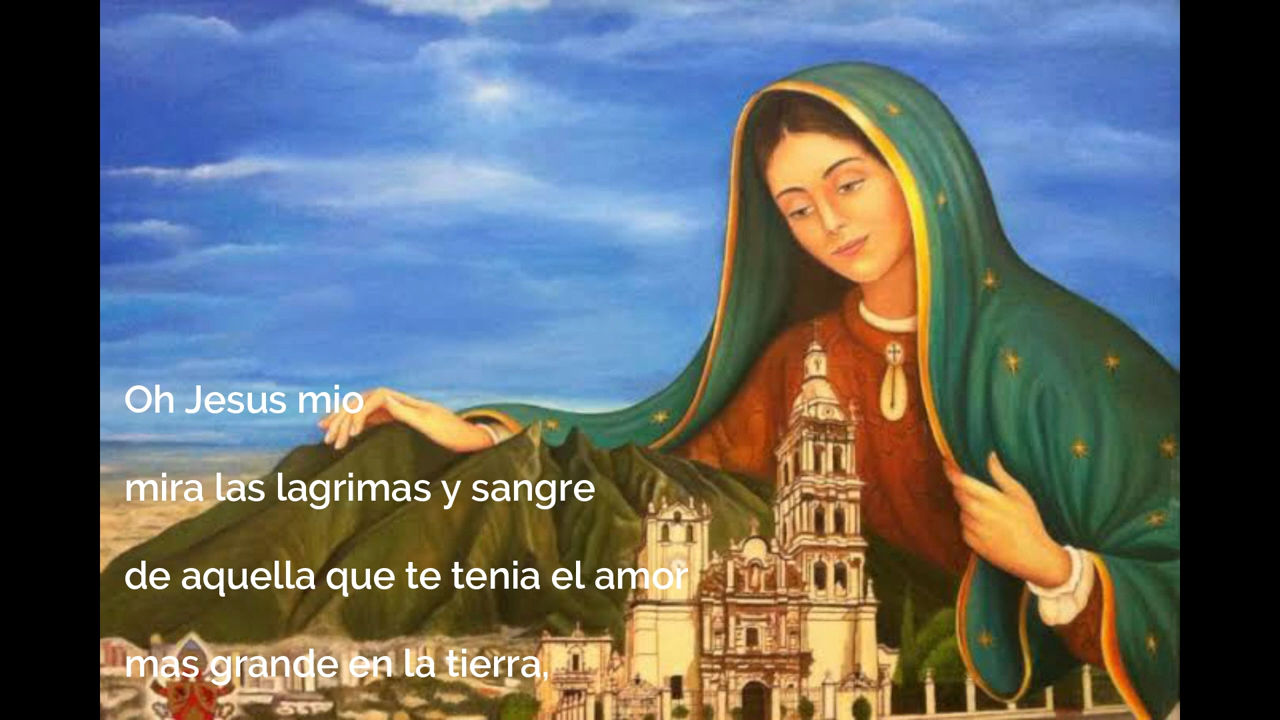 Oh Jesus mio
mira las lagrimas y sangre
de aquella que te tenia el amor
mas grande en la tierra,